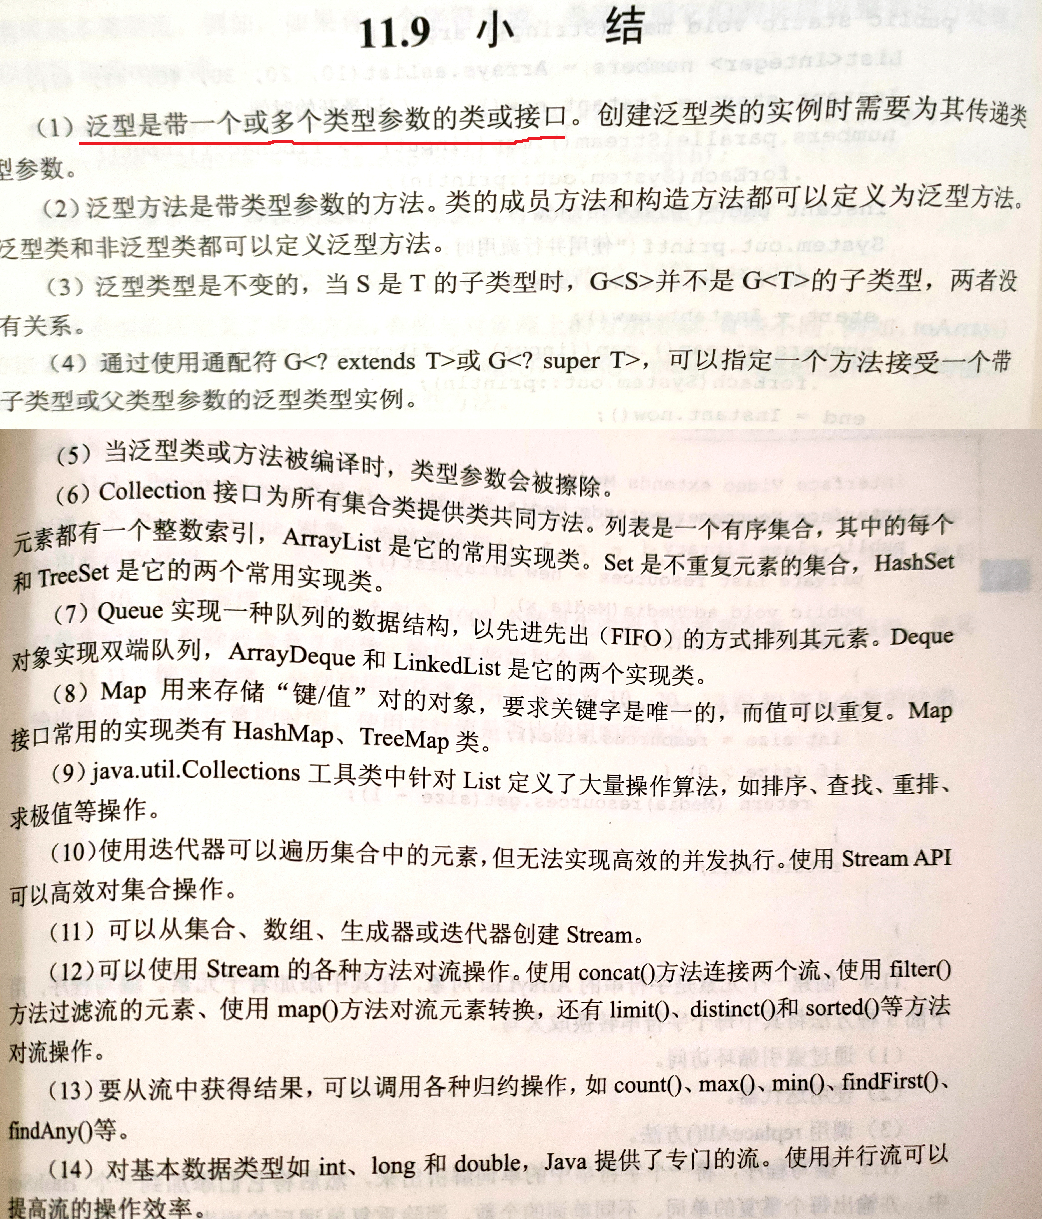 11.9 小 结
（1）泛型是带一个或多个类型参数的类或接口。创建泛型类的实例时需要为其传递类
型参数。
（2）泛型方法是带类型参数的方法。类的成员方法和构造方法都可以定义为泛型方法。
泛型类和非泛型类都可以定义泛型方法。
（3）泛型类型是不变的，当 S 是 T 的子类型时，G<S>并不是 G<T>的子类型，两者没
有关系。
（4）通过使用通配符 G<? extends T>或 G<? super T>，可以指定一个方法接受一个带
子类型或父类型参数的泛型类型实例。
（5）当泛型类或方法被编译时，类型参数会被擦除。
（6）Collection 接口为所有集合类提供类共同方法。列表是一个有序集合，其中的每个
元素都有一个整数索引，ArrayList 是它的常用实现类。Set 是不重复元素的集合，HashSet
和 TreeSet 是它的两个常用实现类。
（7）Queue 实现一种队列的数据结构，以先进先出（FIFO）的方式排列其元素。Deque
对象实现双端队列，ArrayDeque 和 LinkedList 是它的两个实现类。
（8）Map 用来存储“键/值”对的对象，要求关键字是唯一的，而值可以重复。Map
接口常用的实现类有 HashMap、TreeMap 类。
（9）java.util.Collections 工具类中针对 List 定义了大量操作算法，如排序、查找、重排、
求极值等操作。
（10）使用迭代器可以遍历集合中的元素，但无法实现高效的并发执行。使用 Stream API
可以高效对集合操作。
（11）可以从集合、数组、生成器或迭代器创建 Stream。
（12）可以使用 Stream 的各种方法对流操作。使用 concat()方法连接两个流、使用 filter()
方法过滤流的元素、使用 map()方法对流元素转换，还有 limit()、distinct()和 sorted()等方法
对流操作。
（13）要从流中获得结果，可以调用各种归约操作，如 count()、max()、min()、findFirst()、
findAny()等。
（14）对基本数据类型如 int、long 和 double，Java 提供了专门的流。使用并行流可以
提高流的操作效率。